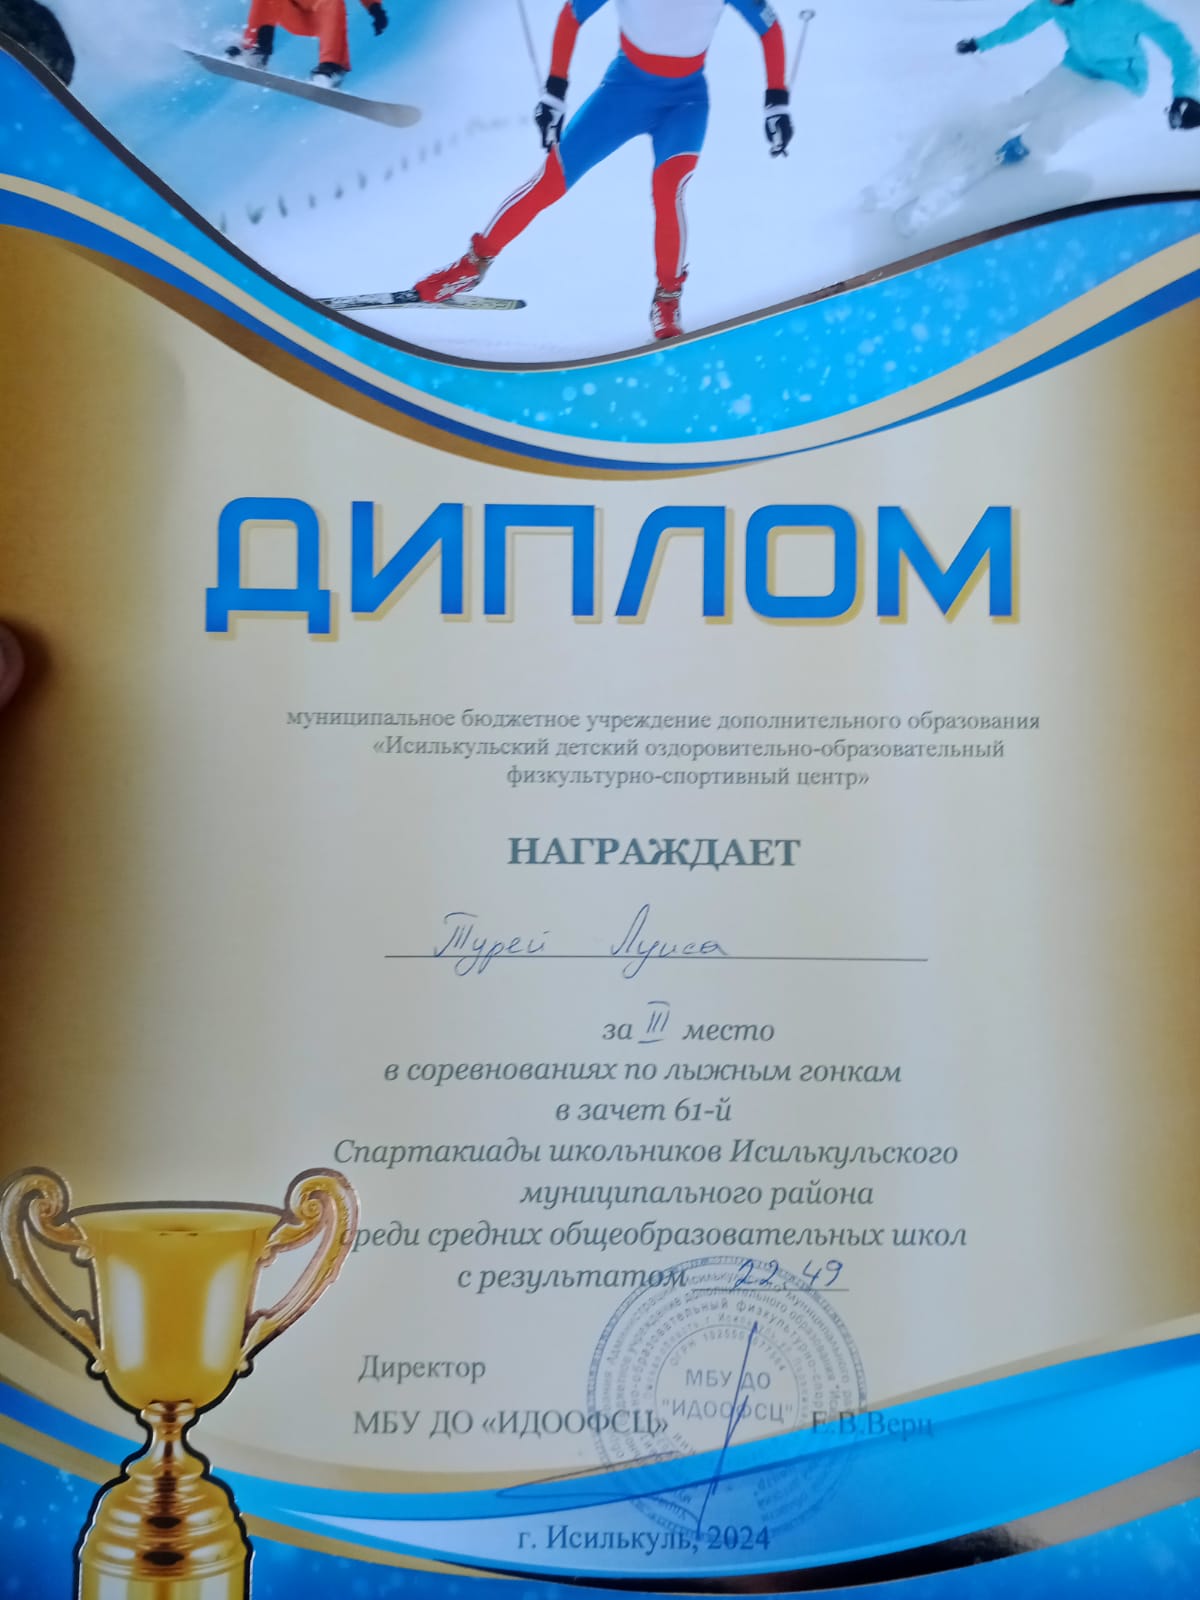 ДИПЛОМ
муниципальное бюджетное учреждение дополнительного образования
«Исилькульский детский оздоровительно-образовательный
физкультурно-спортивный центр»
НАГРАЖДАЕТ
Турей Луиса
за III место
в соревнованиях по лыжным гонкам
в зачет 61-й
Спартакиады школьников Исилькульского
муниципального района
среди средних общеобразовательных школ
с результатом 22,49
Директор
МБУ ДО «ИДООФСЦ» Е.В.Верц
МБУ ДО
"ИДООФСЦ"
г. Исилькуль, 2024